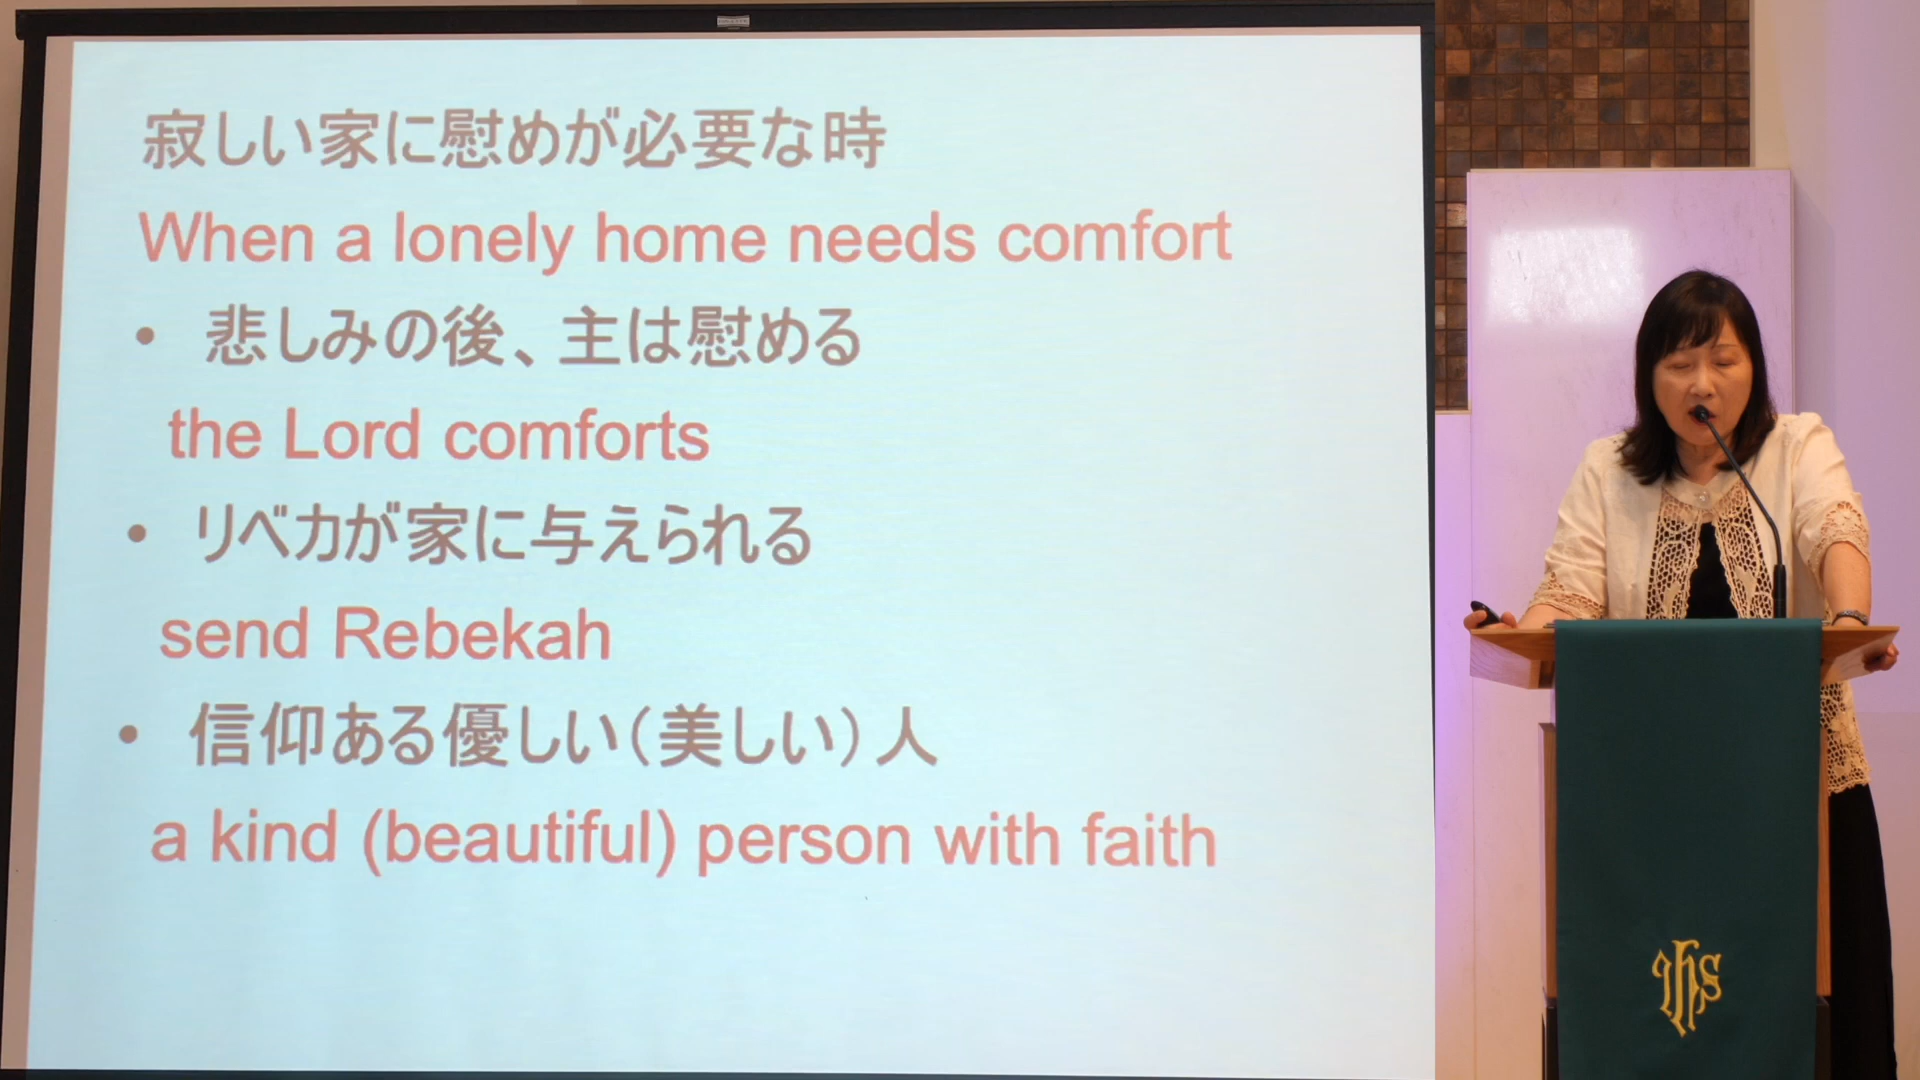 寂しい家に慰めが必要な時
When a lonely home needs comfort
• 悲しみの後、主は慰める
the Lord comforts
• リベカが家に与えられる
send Rebekah
• 信仰ある優しい（美しい）人
a kind (beautiful) person with faith
IHS